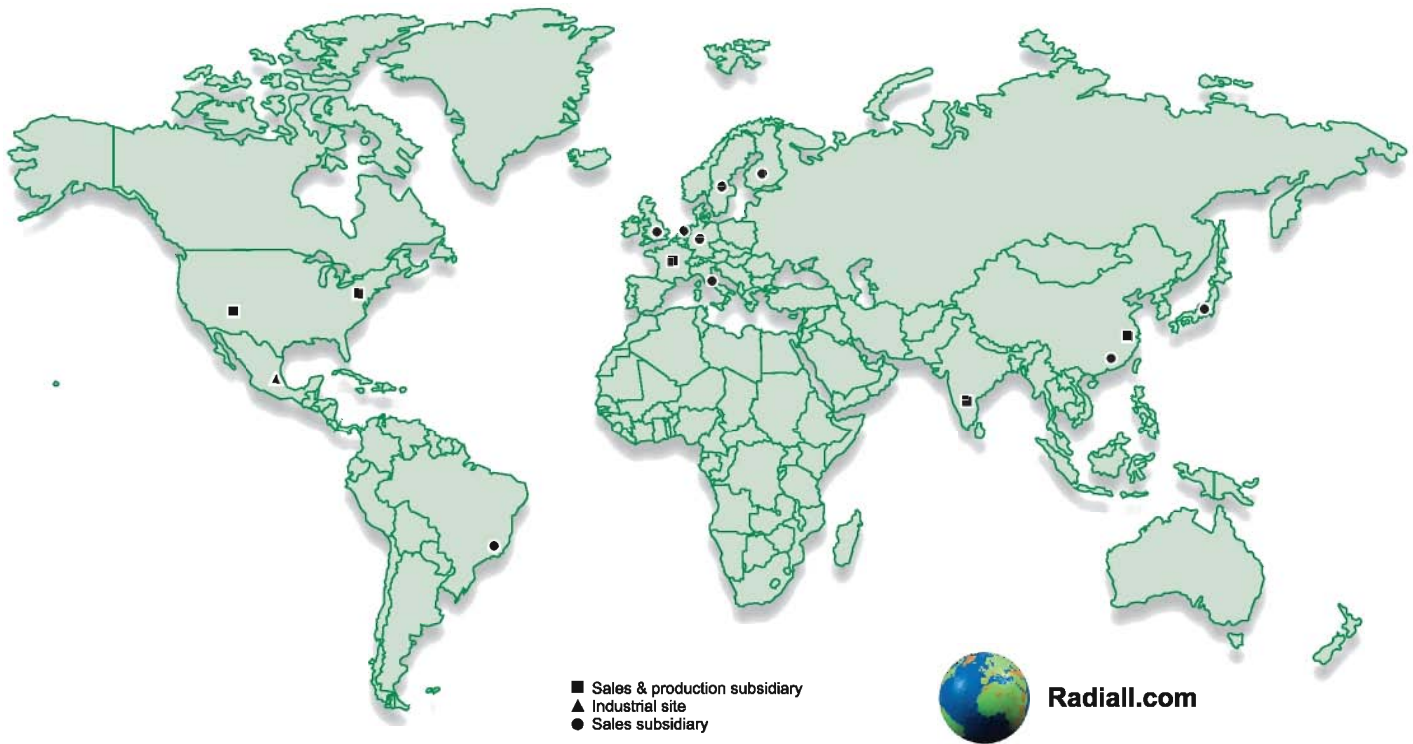 Sales & production subsidiary
Industrial site
Sales subsidiary
Radiall.com